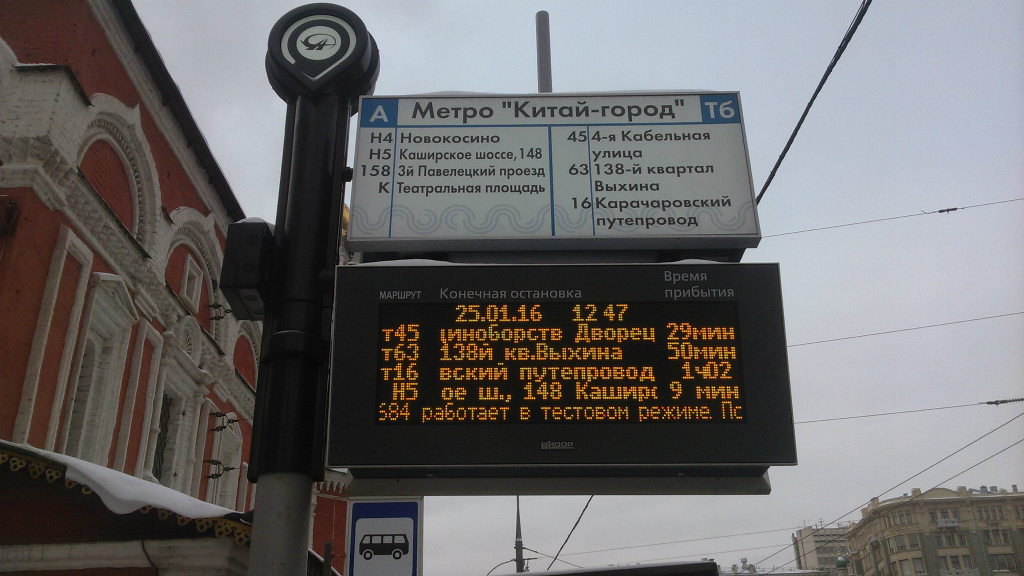 А Метро "Китай-город" Тб
Н4 Новокосино
Н5 Каширское шоссе,148
158 3й Павелецкий проезд
К Театральная площадь
45 4-я Кабельная
улица
63 138-й квартал
Выхина
16 Карачаровский
путепровод
МАРШРУТ Конечная остановка Время
прибытия
25.01.16 12 47
т45 иноборств Дворец 29мин
т63 138й кв.Выхина 50мин
т16 вский путепровод 1ч02
Н5 ое ш., 148 Каширс 9 мин
584 работает в тестовом режиме Пс